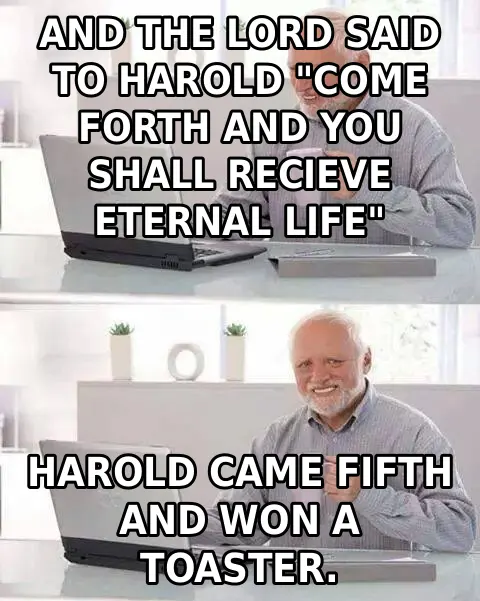 AND THE LORD SAID
TO HAROLD "COME
FORTH AND YOU
SHALL RECIEVE
ETERNAL LIFE"
HAROLD CAME FIFTH
AND WON A
TOASTER.